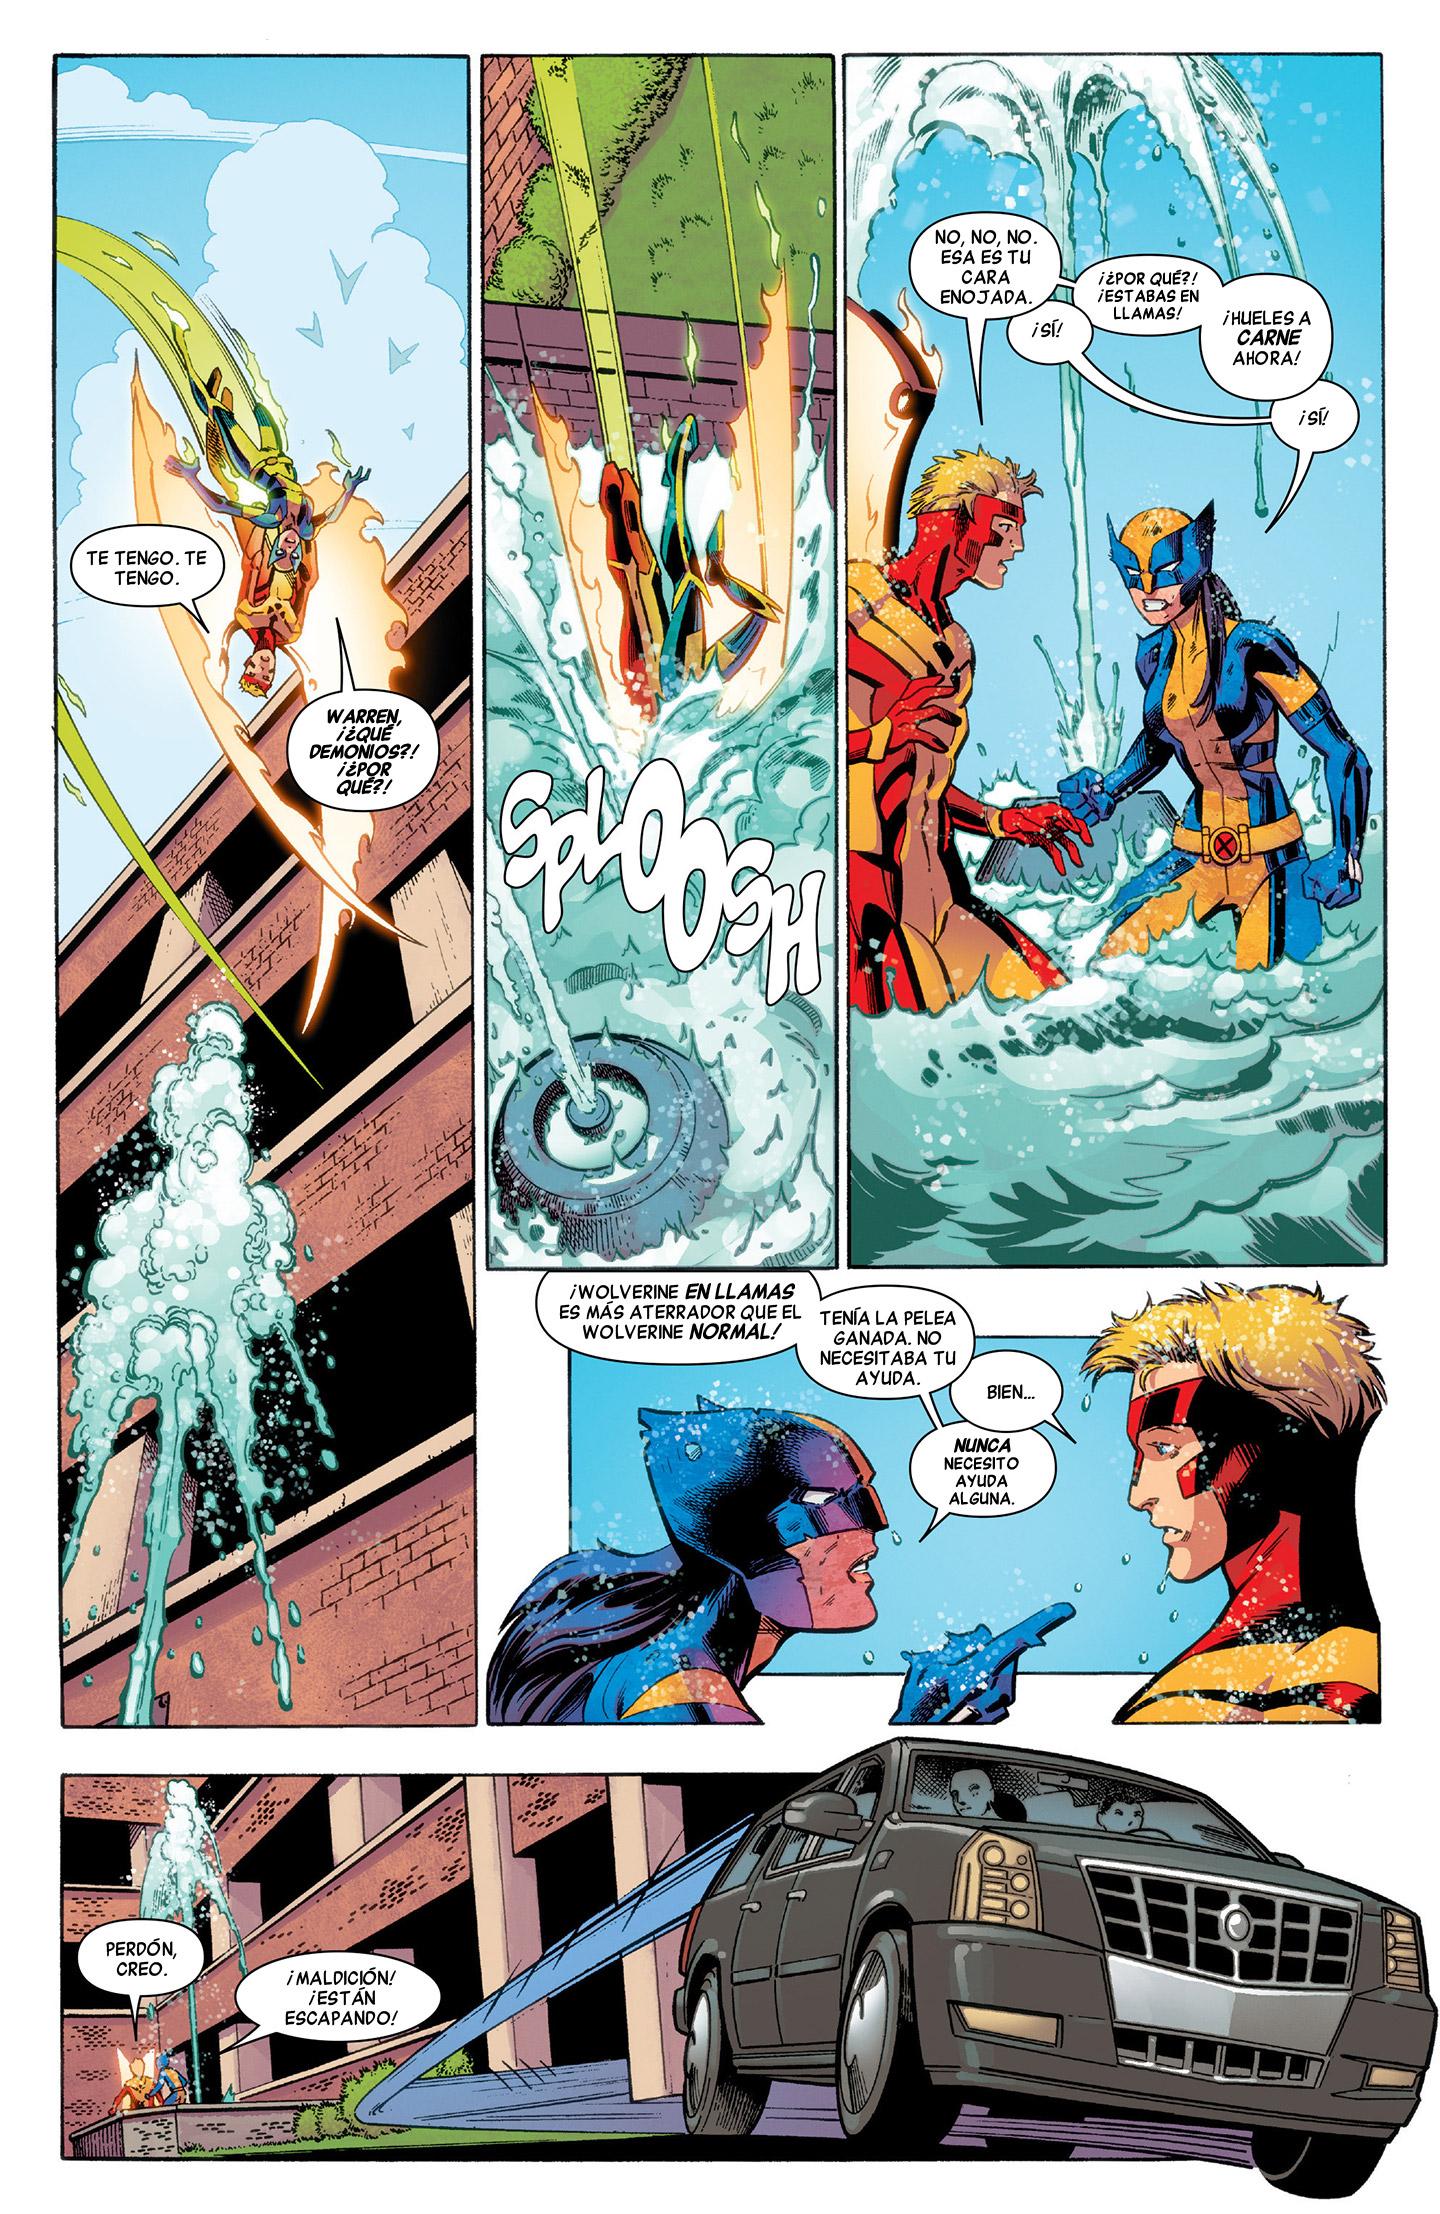 TE TENGO. TE
TENGO.
WARREN,
¡¿QUÉ
DEMONIOS?!
¡¿POR
QUÉ?!
SPLOOOSH
NO, NO, NO.
ESA ES TU
CARA
ENOJADA.
¡SÍ!
¡¿POR QUÉ?!
¡ESTABAS EN
LLAMAS!
¡HUELES A
CARNE
AHORA!
¡SÍ!
¡WOLVERINE EN LLAMAS
ES MÁS ATERRADOR QUE EL
WOLVERINE NORMAL!
TENÍA LA PELEA
GANADA. NO
NECESITABA TU
AYUDA.
BIEN...
NUNCA
NECESITO
AYUDA
ALGUNA.
PERDÓN,
CREO.
¡MALDICIÓN!
¡ESTÁN
ESCAPANDO!